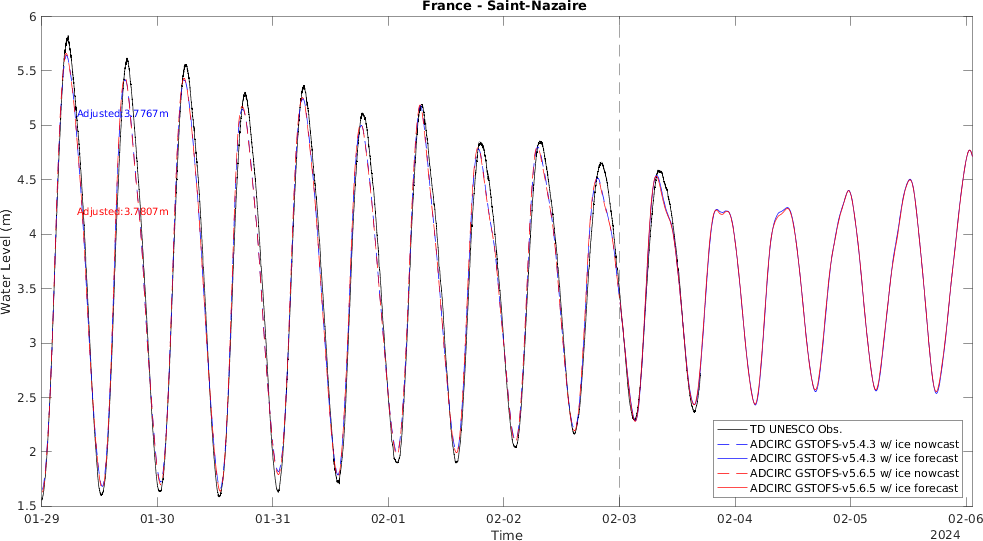 France - Saint-Nazaire
Water Level (m)
6
5.5
5
4.5
4
3.5
3
2.5
2
1.5
Adjusted:3.7767m
Adjusted:3.7807m
TD UNESCO Obs.
ADCIRC GSTOFS-v5.4.3 w/ ice nowcast
ADCIRC GSTOFS-v5.4.3 w/ ice forecast
ADCIRC GSTOFS-v5.6.5 w/ ice nowcast
ADCIRC GSTOFS-v5.6.5 w/ ice forecast
01-29 01-30 01-31 02-01 02-02 02-03 02-04 02-05 02-06
Time
2024